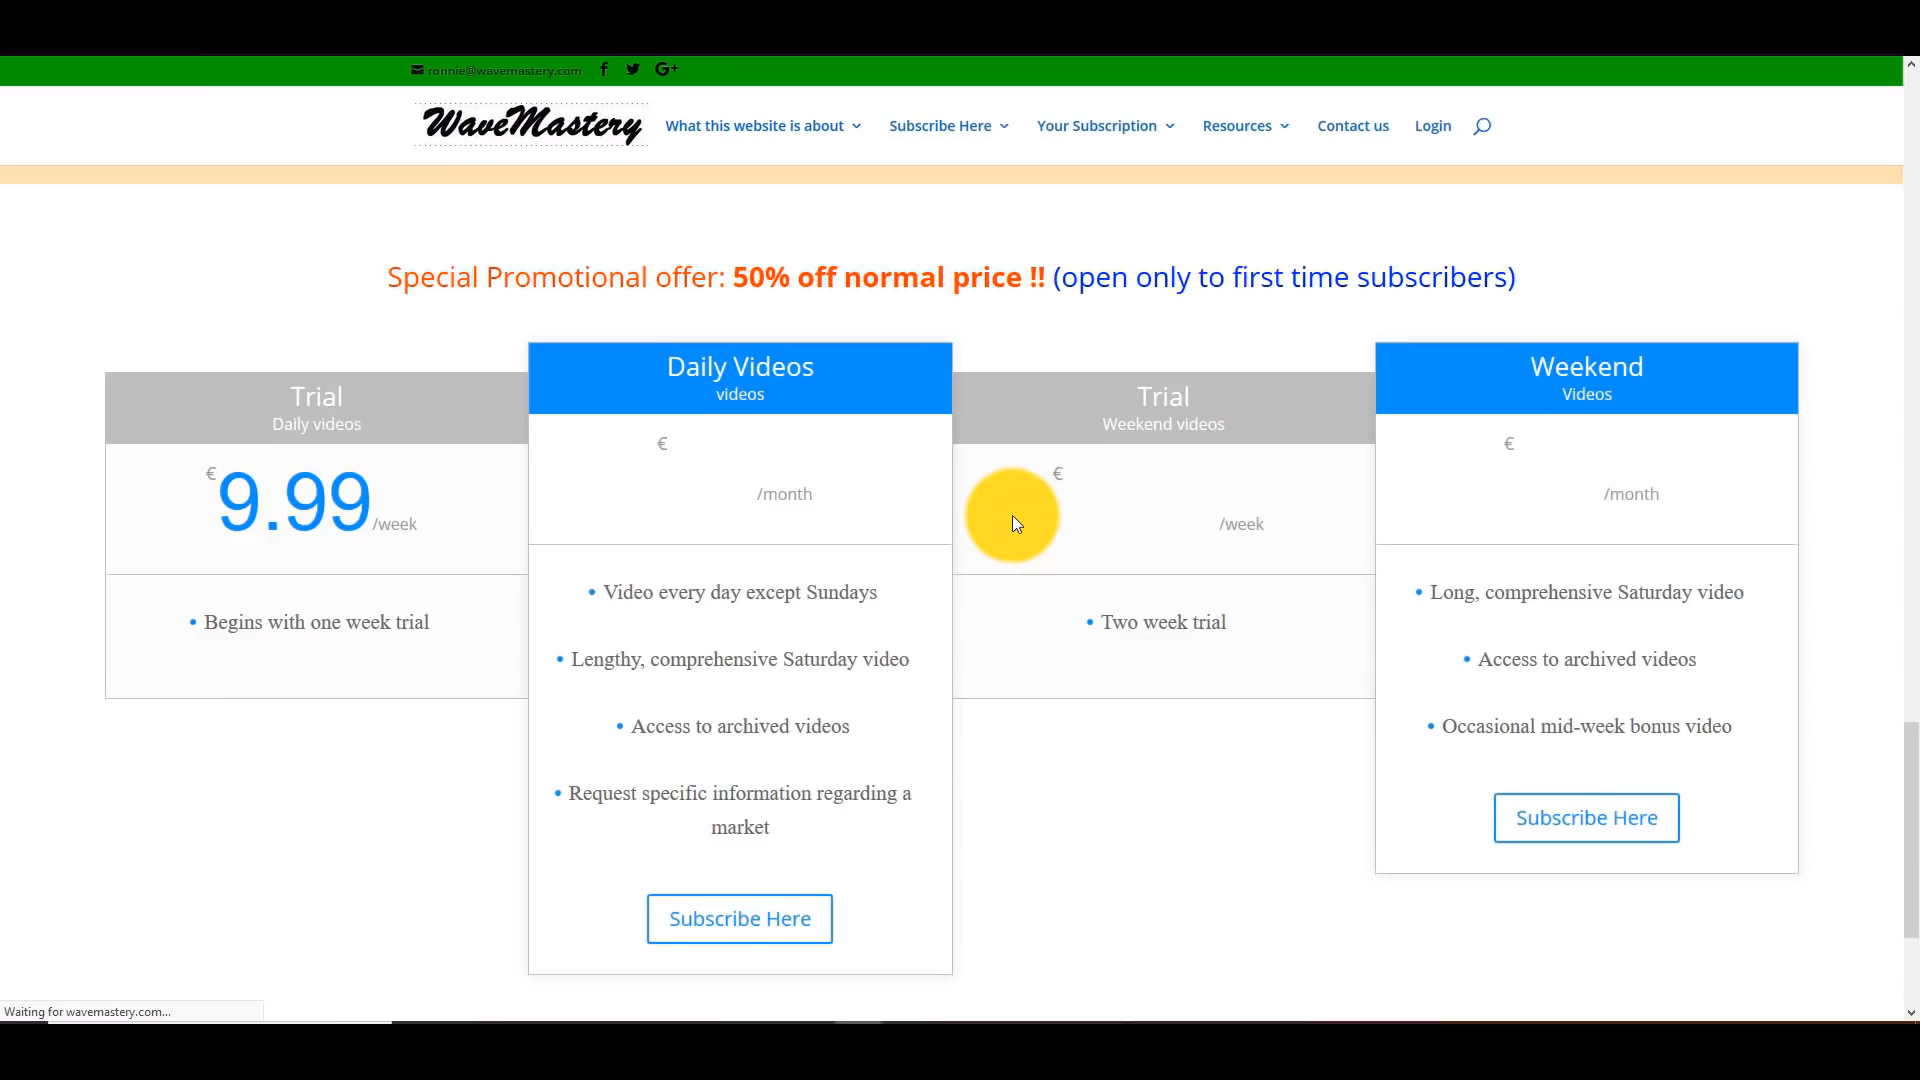 ronnie@wavemastery.com
G+
WaveMastery
What this website is about
Subscribe Here
Your Subscription
Resources
Contact us
Login
Special Promotional offer: 50% off normal price !! (open only to first time subscribers)
Trial
Daily videos
€9.99/week
• Begins with one week trial
Daily Videos
videos
€
/month
• Video every day except Sundays
• Lengthy, comprehensive Saturday video
• Access to archived videos
• Request specific information regarding a
market
Subscribe Here
Trial
Weekend videos
€
/week
• Two week trial
Weekend
Videos
€
/month
• Long, comprehensive Saturday video
• Access to archived videos
• Occasional mid-week bonus video
Subscribe Here
Waiting for wavemastery.com...